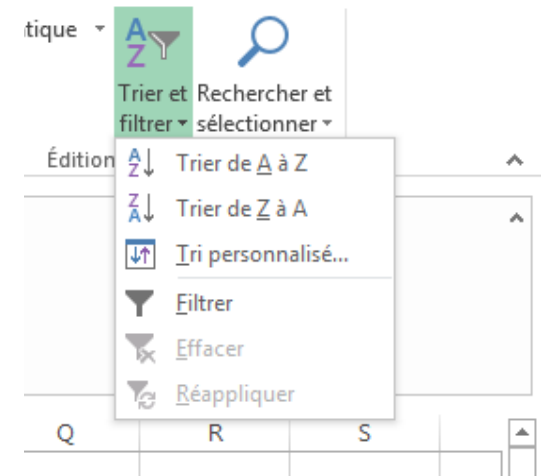 tique
Trier et
filtrer
Rechercher et
sélectionner
Édition
Trier de A à Z
Trier de Z à A
Tri personnalisé...
Filtrer
Effacer
Réappliquer
Q R S